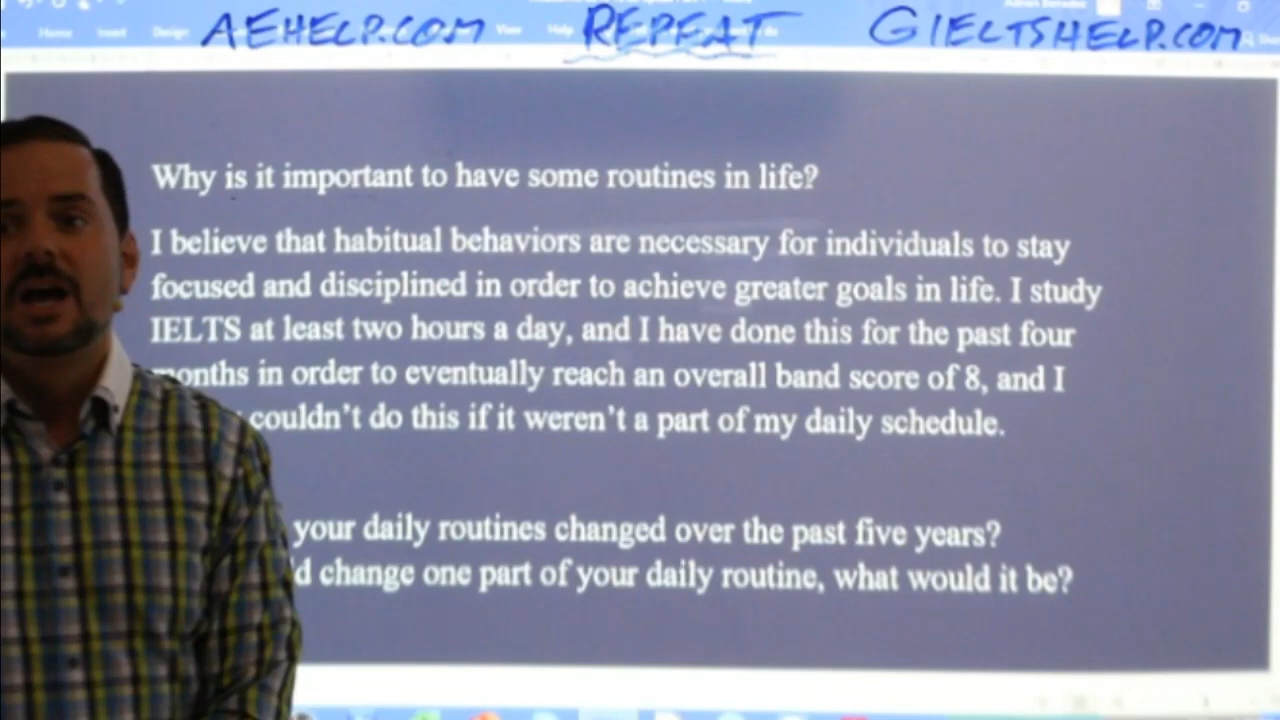 Home Insert Design View Help
AEHELP.COM REPEAT GIELTSHELP.COM
Why is it important to have some routines in life?
I believe that habitual behaviors are necessary for individuals to stay
focused and disciplined in order to achieve greater goals in life. I study
IELTS at least two hours a day, and I have done this for the past four
months in order to eventually reach an overall band score of 8, and I
couldn't do this if it weren't a part of my daily schedule.
your daily routines changed over the past five years?
change one part of your daily routine, what would it be?